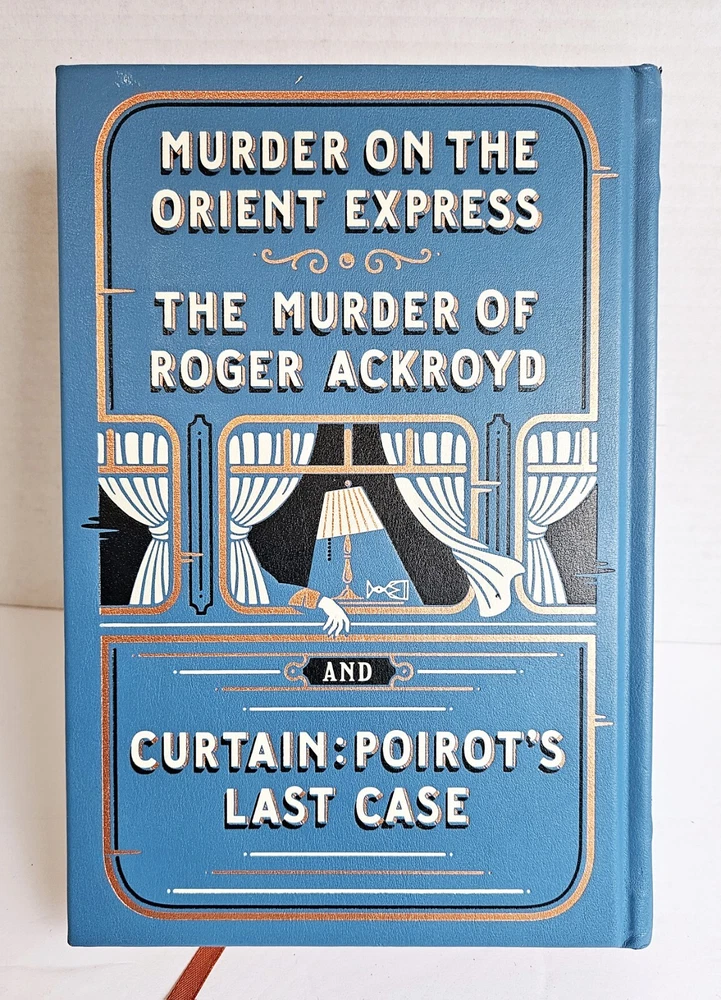 MURDER ON THE
ORIENT EXPRESS
THE MURDER OF
ROGER ACKROYD
AND
CURTAIN: POIROT'S
LAST CASE